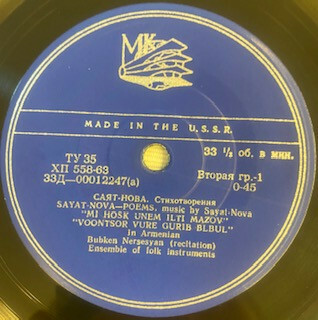 МК
MADE IN THE U.S.S.R.
ТУ 35
ХП 558-63
33Д—00012247(а)
33 1/3 об. в мин.
Вторая гр.-1
0-45
САЯТ-НОВА. Стихотворения
SAYAT-NOVA—POEMS, music by Sayat-Nova
"MI HOSK UNEM ILTI MAZOV"
"VOONTSOR VURE GURIB BLBUL"
in Armenian
Bubken Nersesyan (recitation)
Ensemble of folk instruments